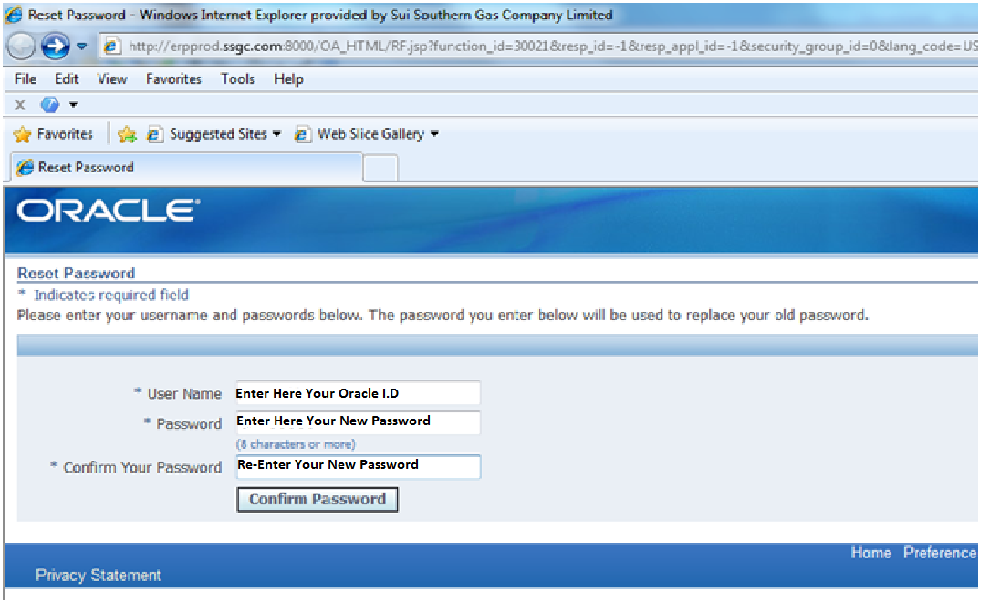 Reset Password - Windows Internet Explorer provided by Sui Southern Gas Company Limited
http://erpprod.ssgc.com:8000/OA_HTML/RF.jsp?function_id=30021&resp_id=-1&resp_appl_id=-1&security_group_id=0&lang_code=US
File Edit View Favorites Tools Help
x
Favorites Suggested Sites Web Slice Gallery
Reset Password
ORACLE
Reset Password
* Indicates required field
Please enter your username and passwords below. The password you enter below will be used to replace your old password.
* User Name Enter Here Your Oracle I.D
* Password Enter Here Your New Password
(8 characters or more)
* Confirm Your Password Re-Enter Your New Password
Confirm Password
Home Preference
Privacy Statement